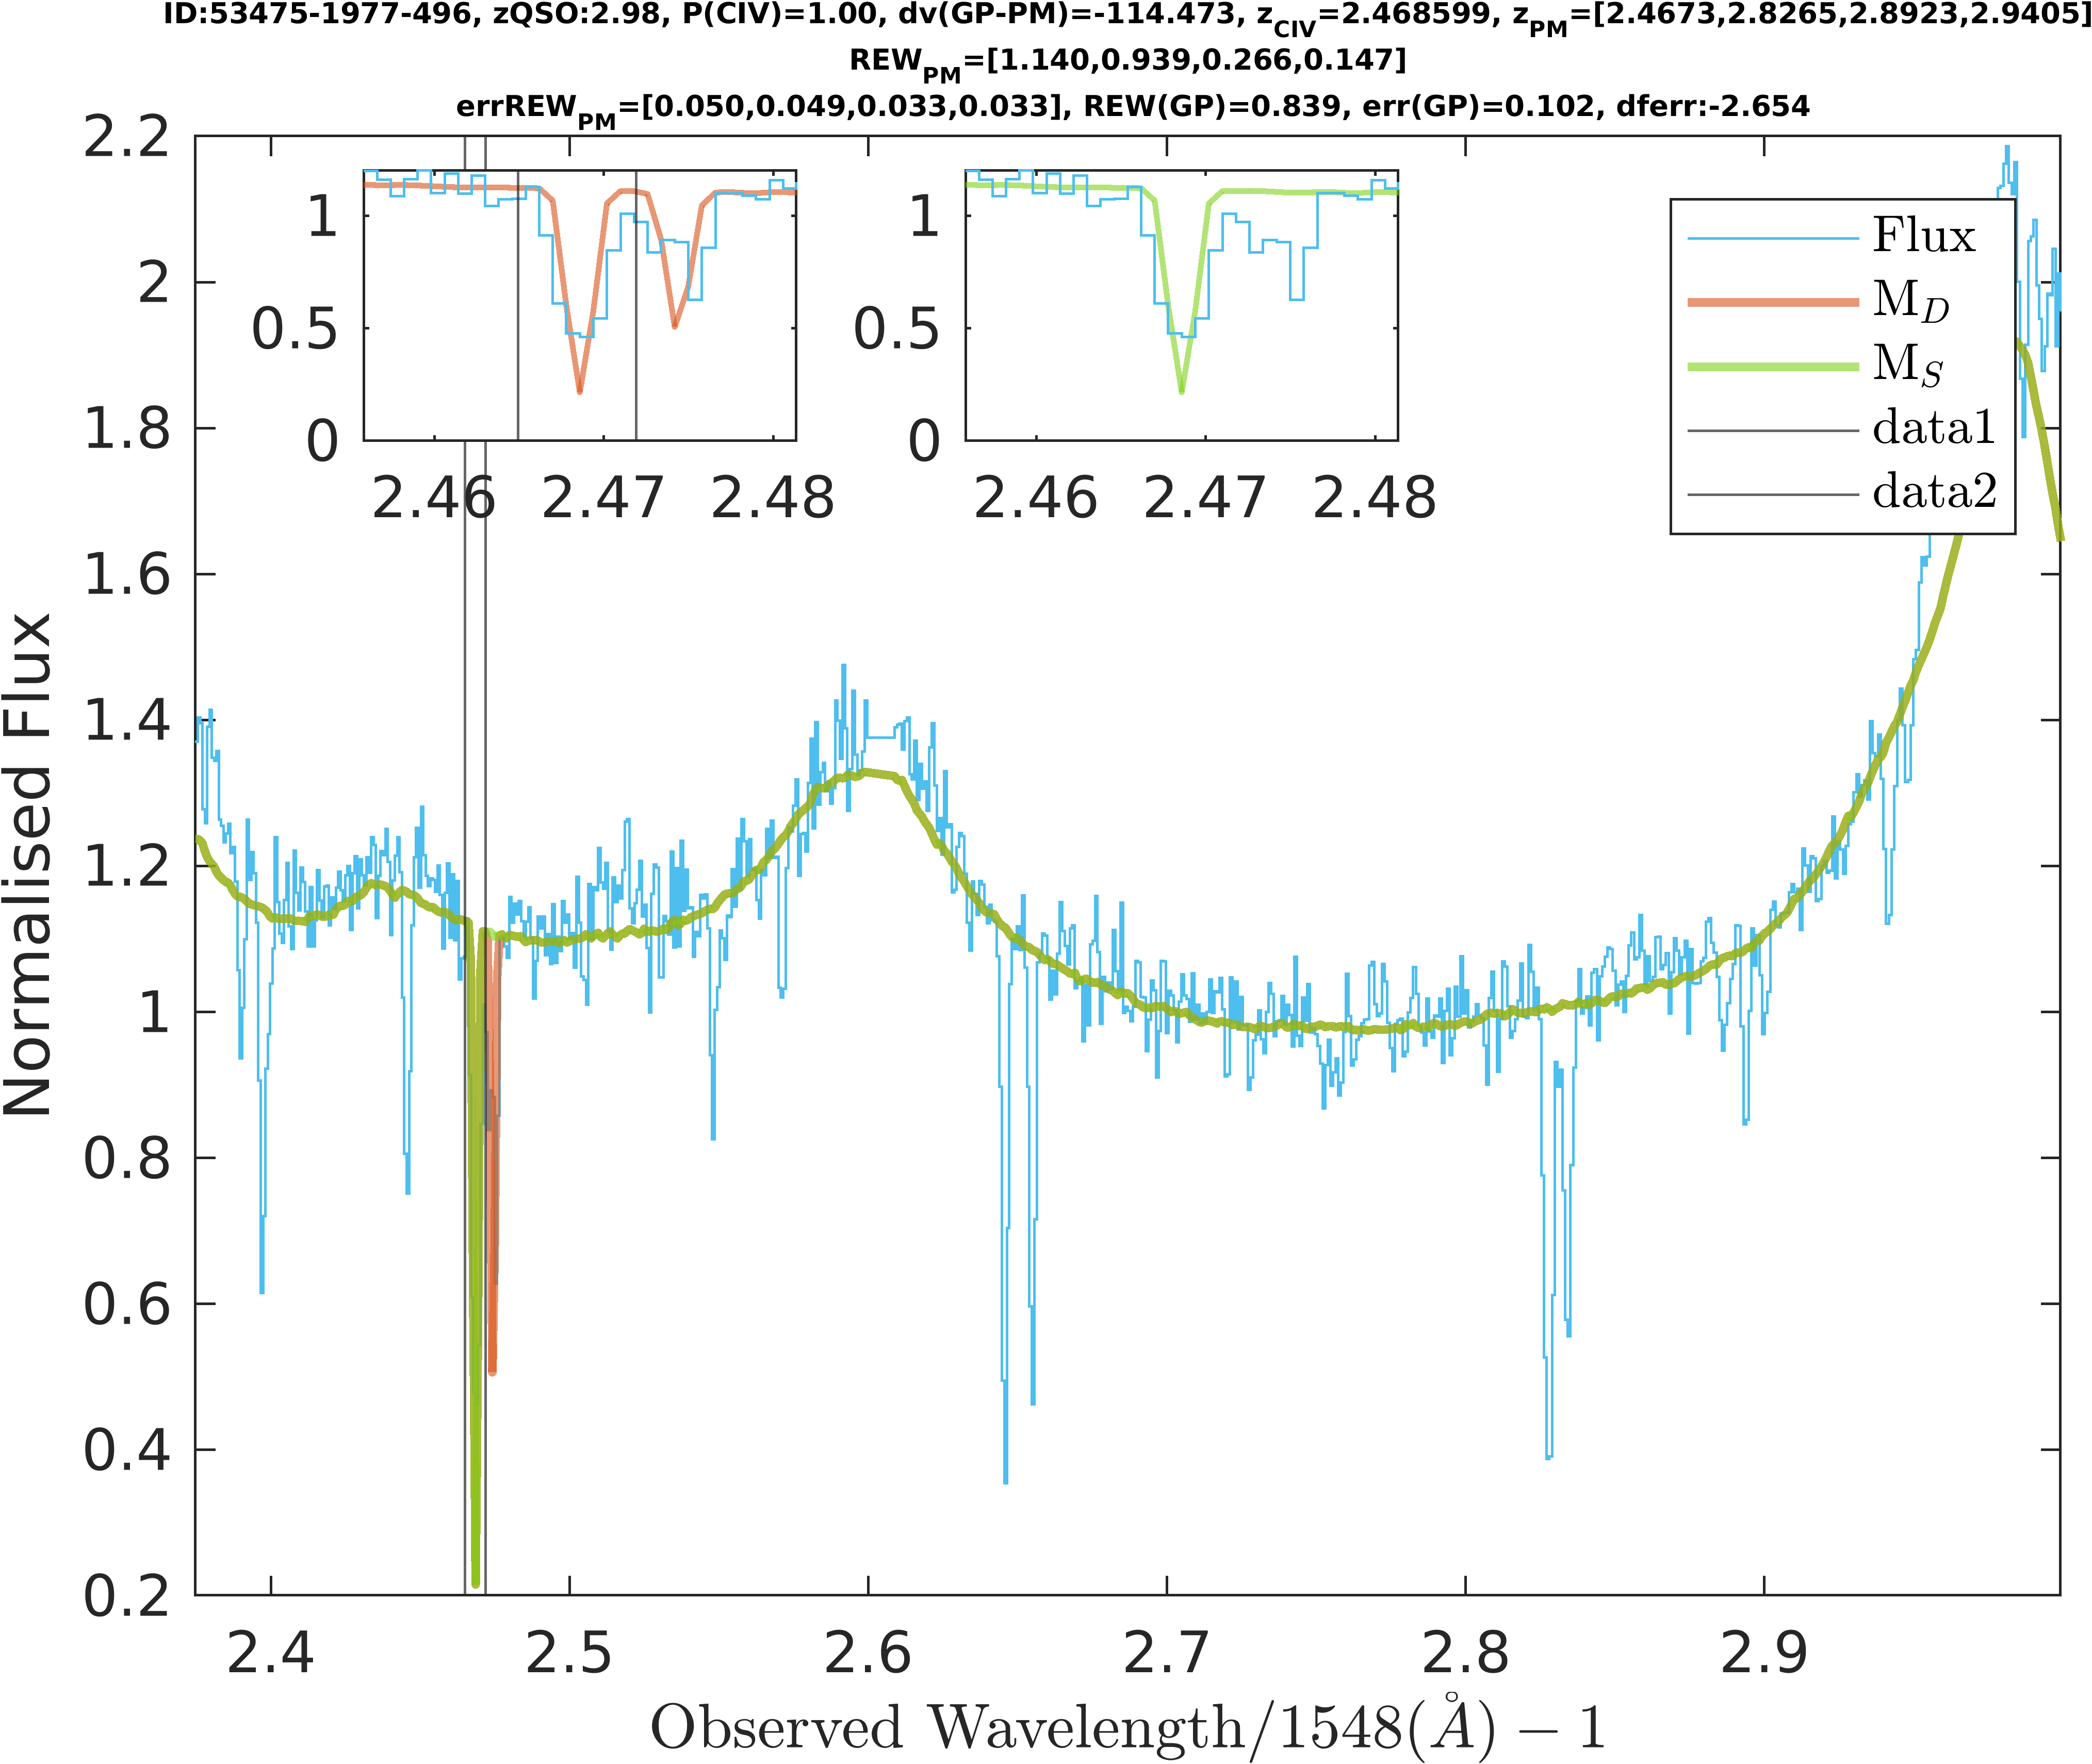 ID:53475-1977-496, zQSO:2.98, P(CIV)=1.00, dv(GP-PM)=-114.473, zCIV=2.468599, zPM=[2.4673,2.8265,2.8923,2.9405]
REWPM=[1.140,0.939,0.266,0.147]
errREWPM=[0.050,0.049,0.033,0.033], REW(GP)=0.839, err(GP)=0.102, dferr:-2.654
2.2
2
1.8
1.6
1.4
1.2
1
0.8
0.6
0.4
0.2
Normalised Flux
1
0.5
0
2.46 2.47 2.48
1
0.5
0
2.46 2.47 2.48
Flux
MD
MS
data1
data2
2.4 2.5 2.6 2.7 2.8 2.9
Observed Wavelength/1548(Å) − 1